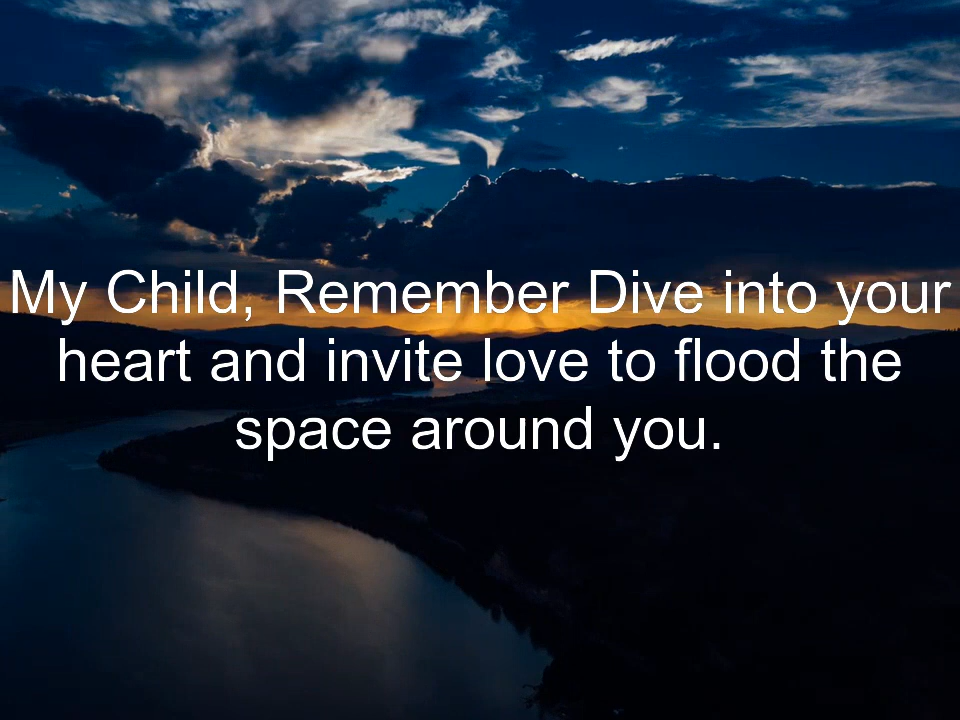 My Child, Remember Dive into your
heart and invite love to flood the
space around you.